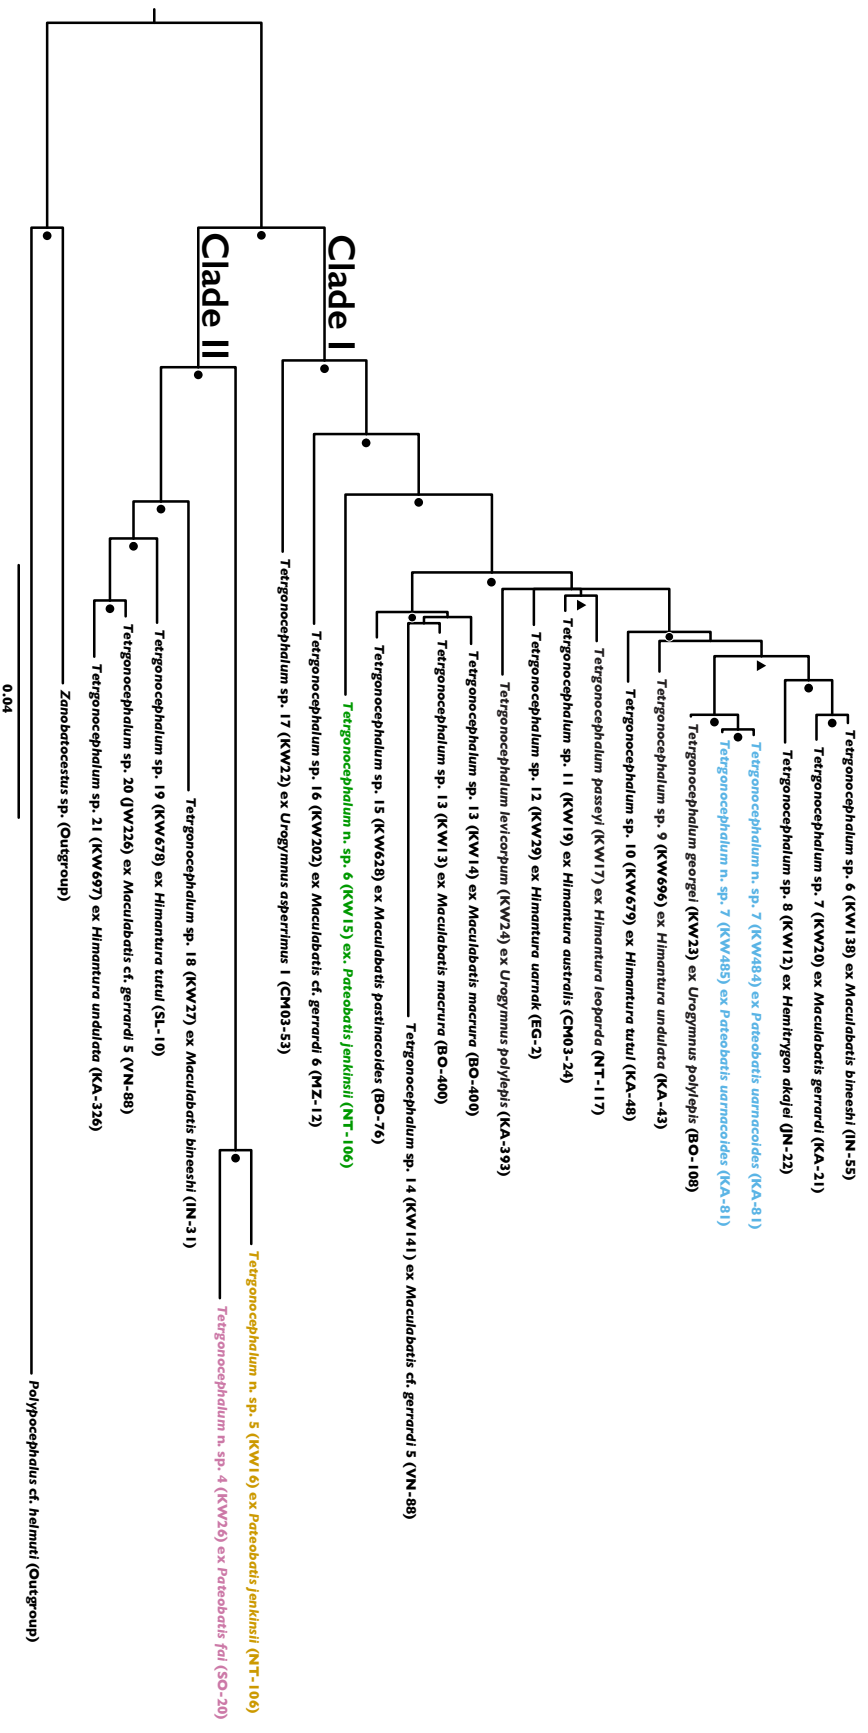 Tetrgonocephalum sp. 6 (KW138) ex Maculabatis bineeshi (IN-55)
Tetrgonocephalum sp. 7 (KW20) ex Maculabatis gerrardi (KA-21)
Tetrgonocephalum sp. 8 (KW12) ex Hemitrygon akajei (JN-22)
Tetrgonocephalum n. sp. 7 (KW484) ex Pateobatis uarnacoides (KA-81)
Tetrgonocephalum n. sp. 7 (KW485) ex Pateobatis uarnacoides (KA-81)
Tetrgonocephalum georgei (KW23) ex Urogymnus polylepis (BO-108)
Tetrgonocephalum sp. 9 (KW696) ex Himantura undulata (KA-43)
Tetrgonocephalum sp. 10 (KW679) ex Himantura tutul (KA-48)
Tetrgonocephalum passeyi (KW17) ex Himantura leoparda (NT-117)
Tetrgonocephalum sp. 11 (KW19) ex Himantura australis (CM03-24)
Tetrgonocephalum sp. 12 (KW29) ex Himantura uarnak (EG-2)
Tetrgonocephalum levicorpum (KW24) ex Urogymnus polylepis (KA-393)
Tetrgonocephalum sp. 13 (KW14) ex Maculabatis macrura (BO-400)
Tetrgonocephalum sp. 13 (KW13) ex Maculabatis macrura (BO-400)
Tetrgonocephalum sp. 14 (KW141) ex Maculabatis cf. gerrardi 5 (VN-88)
Tetrgonocephalum sp. 15 (KW628) ex Maculabatis pastinacoides (BO-76)
Tetrgonocephalum n. sp. 6 (KW15) ex. Pateobatis jenkinsii (NT-106)
Clade I
Tetrgonocephalum sp. 16 (KW202) ex Maculabatis cf. gerrardi 6 (MZ-12)
Tetrgonocephalum sp. 17 (KW22) ex Urogymnus asperrimus 1 (CM03-53)
Tetrgonocephalum n. sp. 5 (KW16) ex Pateobatis jenkinsii (NT-106)
Tetrgonocephalum n. sp. 4 (KW26) ex Pateobatis fai (SO-20)
Clade II
Tetrgonocephalum sp. 18 (KW27) ex Maculabatis bineeshi (IN-31)
Tetrgonocephalum sp. 19 (KW678) ex Himantura tutul (SL-10)
Tetrgonocephalum sp. 20 (JW226) ex Maculabatis cf. gerrardi 5 (VN-88)
Tetrgonocephalum sp. 21 (KW697) ex Himantura undulata (KA-326)
Zanobatocestus sp. (Outgroup)
Polypocephalus cf. helmuti (Outgroup)
0.04